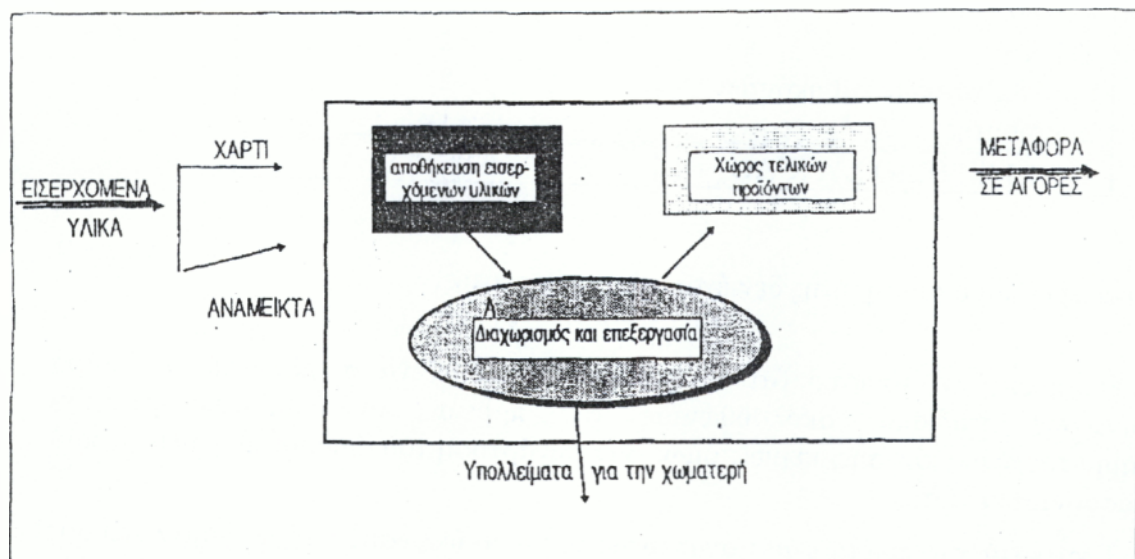 ΕΙΣΕΡΧΟΜΕΝΑ
ΥΛΙΚΑ
ΧΑΡΤΙ
ΑΝΑΜΕΙΚΤΑ
αποθήκευση εισερ-
χόμενων υλικών
Χώρος τελικών
προϊόντων
Δ
Διαχωρισμός και επεξεργασία
Υπολλείματα για την χωματερή
ΜΕΤΑΦΟΡΑ
ΣΕ ΑΓΟΡΕΣ